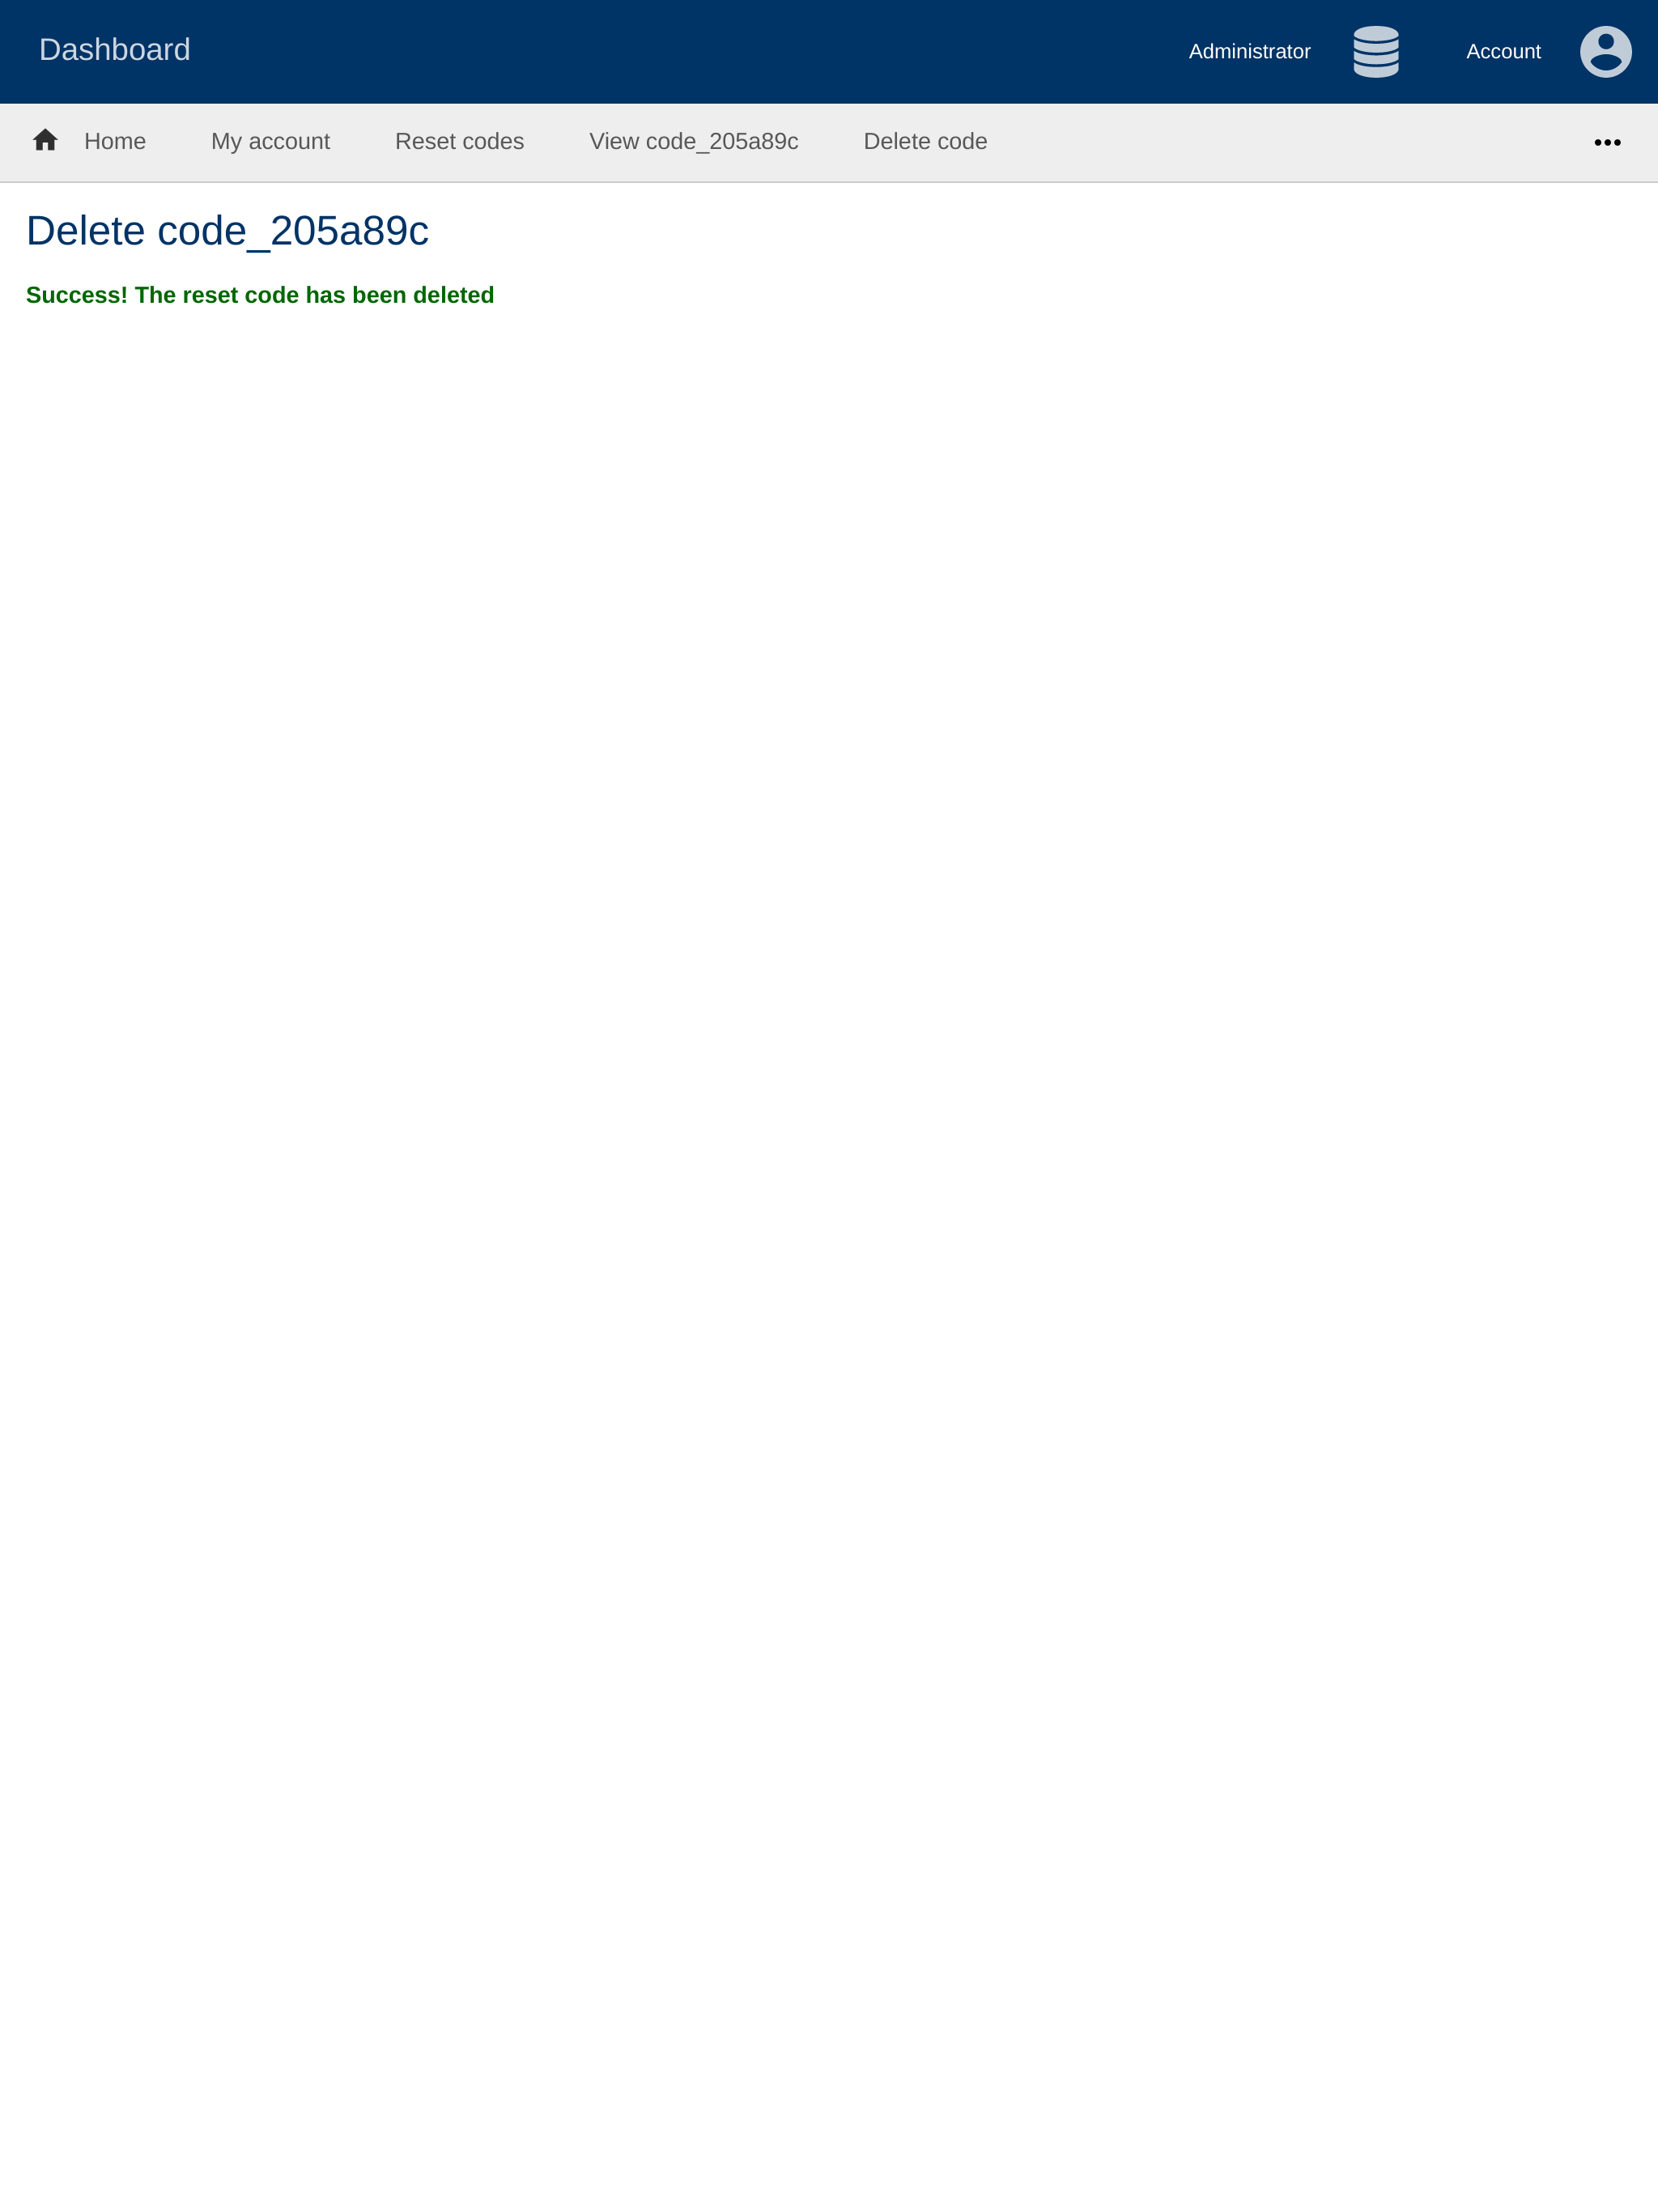 Dashboard
Administrator
Account
Home
My account
Reset codes
View code_205a89c
Delete code
Delete code_205a89c
Success! The reset code has been deleted